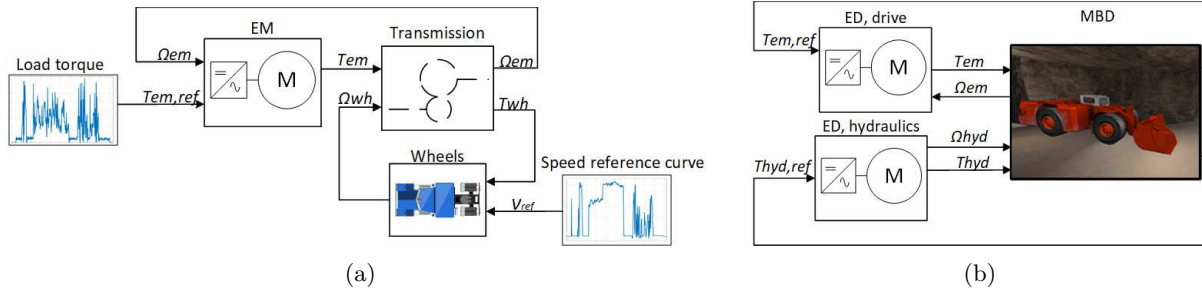 EM
Transmission
Ωem
Tem
Ωem
Load torque
Tem,ref
Ωwh
Twh
M
Wheels
Speed reference curve
Vref
(a)
ED, drive
MBD
Tem,ref
Tem
M
Ωem
ED, hydraulics
Ωhyd
Thyd,ref
Thyd
M
(b)